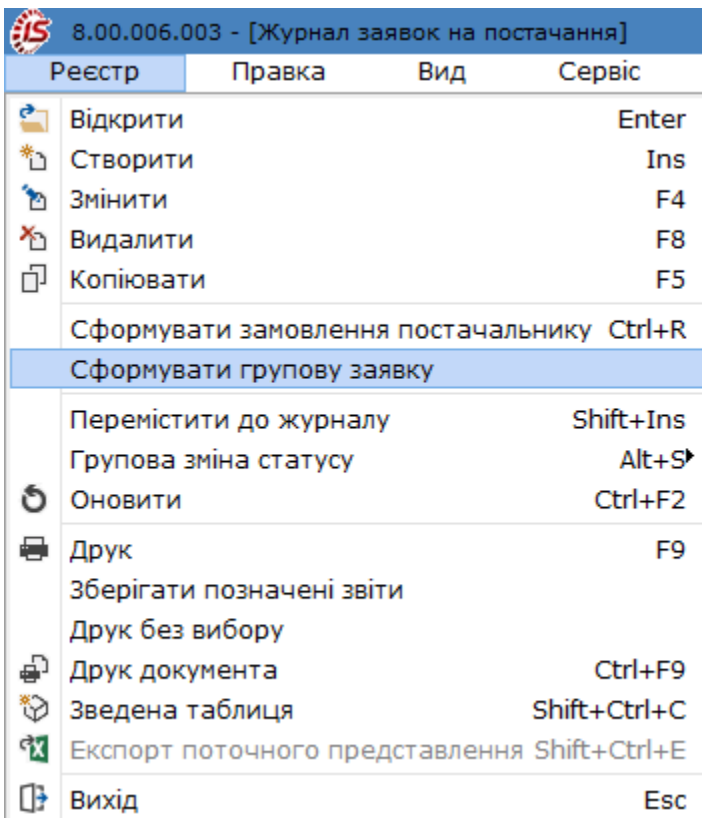 IS 8.00.006.003 - [Журнал заявок на постачання]
Реєстр Правка Вид Сервіс
Відкрити Enter
Створити Ins
Змінити F4
Видалити F8
Копіювати F5
Сформувати замовлення постачальнику Ctrl+R
Сформувати групову заявку
Перемістити до журналу Shift+Ins
Групова зміна статусу Alt+S
Оновити Ctrl+F2
Друк F9
Зберігати позначені звіти
Друк без вибору
Друк документа Ctrl+F9
Зведена таблиця Shift+Ctrl+C
Експорт поточного представлення Shift+Ctrl+E
Вихід Esc